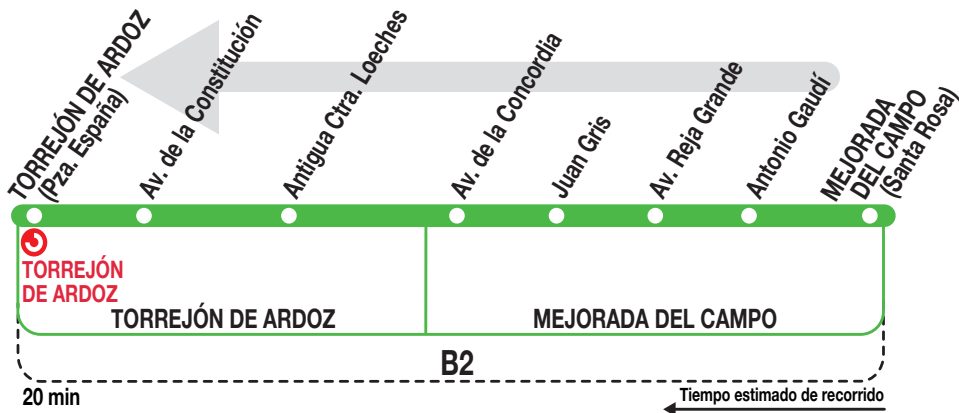 TORREJÓN DE ARDOZ
(Pza. España)
Av. de la Constitución
Antigua Ctra. Loeches
Av. de la Concordia
Juan Gris
Av. Reja Grande
Antonio Gaudí
MEJORADA
DEL CAMPO
(Santa Rosa)
TORREJÓN
DE ARDOZ
TORREJÓN DE ARDOZ
MEJORADA DEL CAMPO
B2
20 min
Tiempo estimado de recorrido